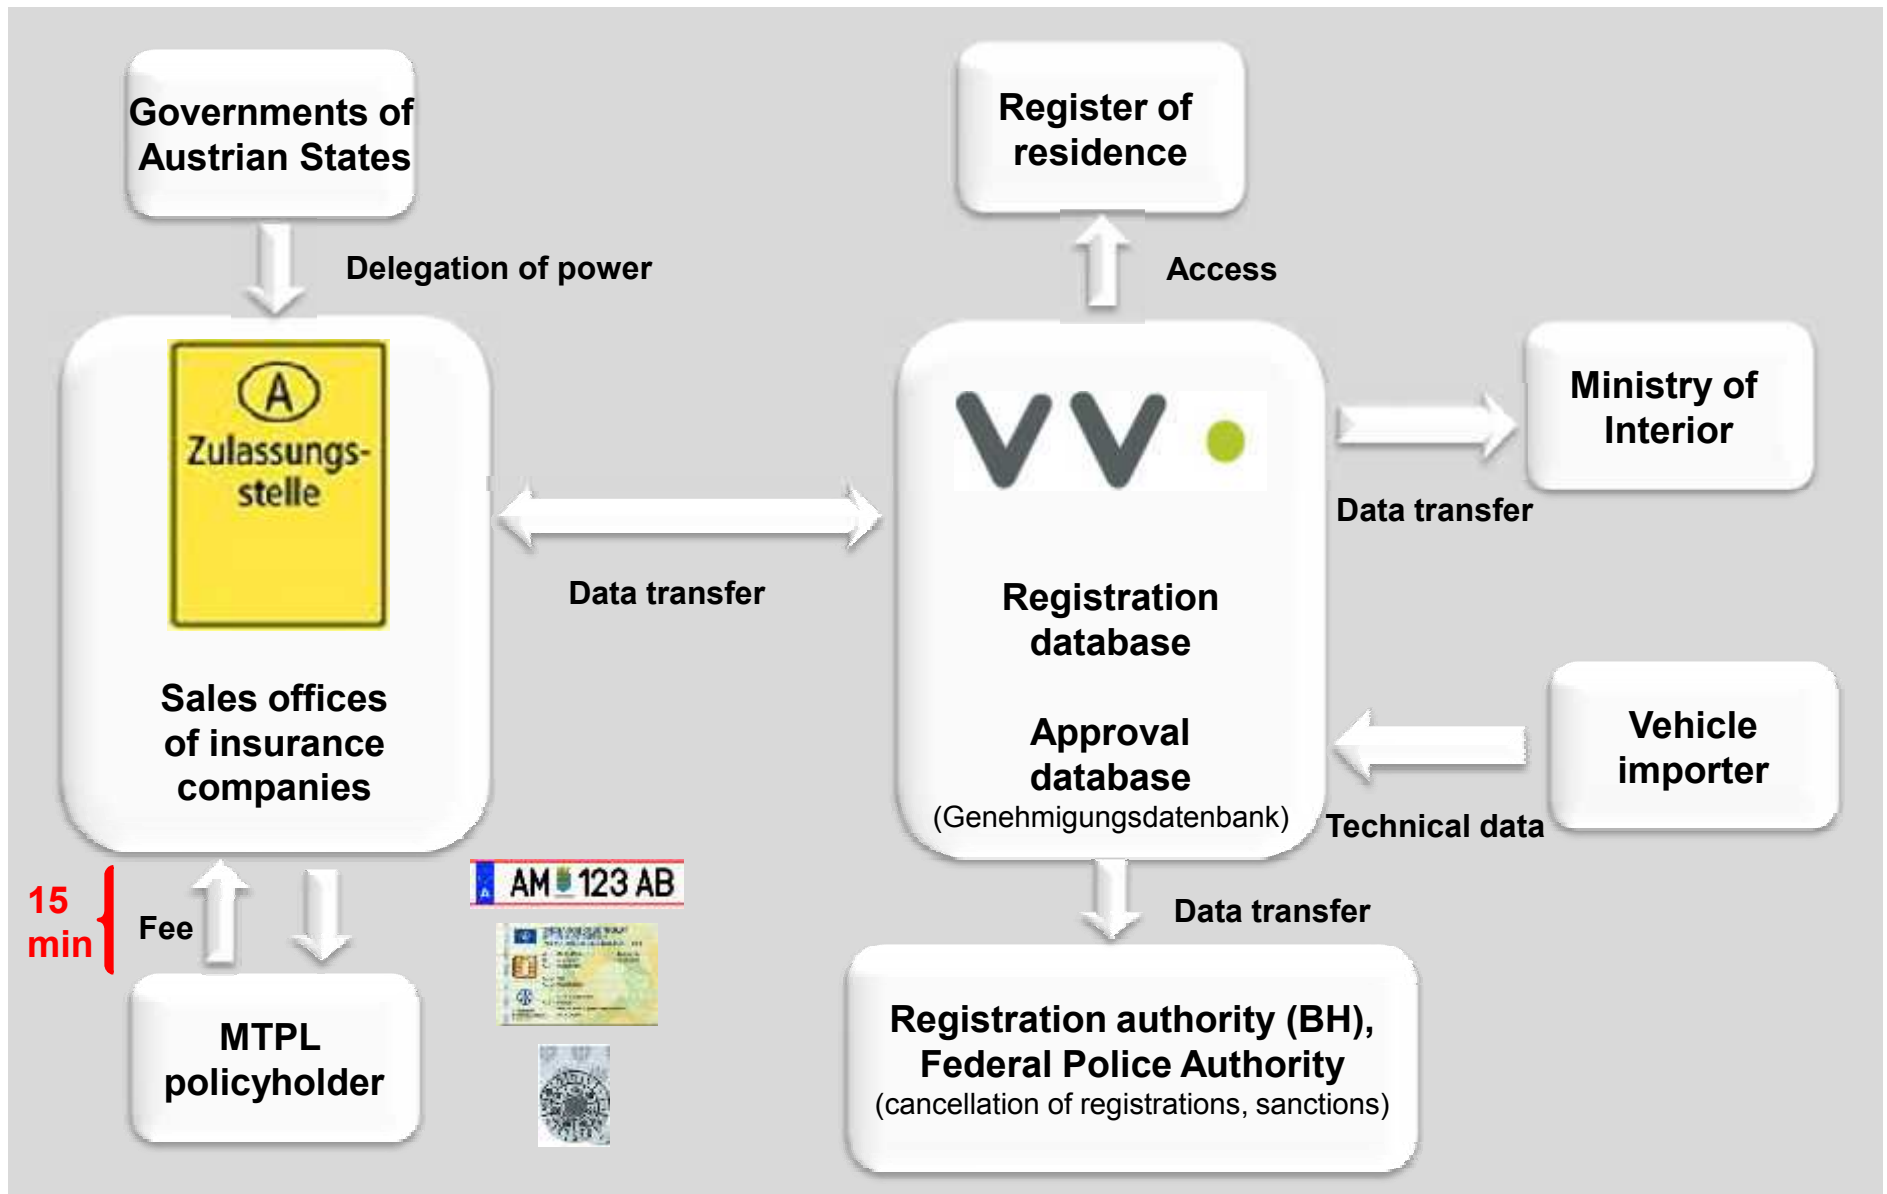 Governments of
Austrian States
Delegation of power
A
Zulassungs-
stelle
Sales offices
of insurance
companies
Data transfer
15
min
Fee
MTPL
policyholder
A
AM 123 AB
Register of
residence
Access
VV
Registration
database
Approval
database
(Genehmigungsdatenbank)
Ministry of
Interior
Data transfer
Vehicle
importer
Technical data
Data transfer
Registration authority (BH),
Federal Police Authority
(cancellation of registrations, sanctions)